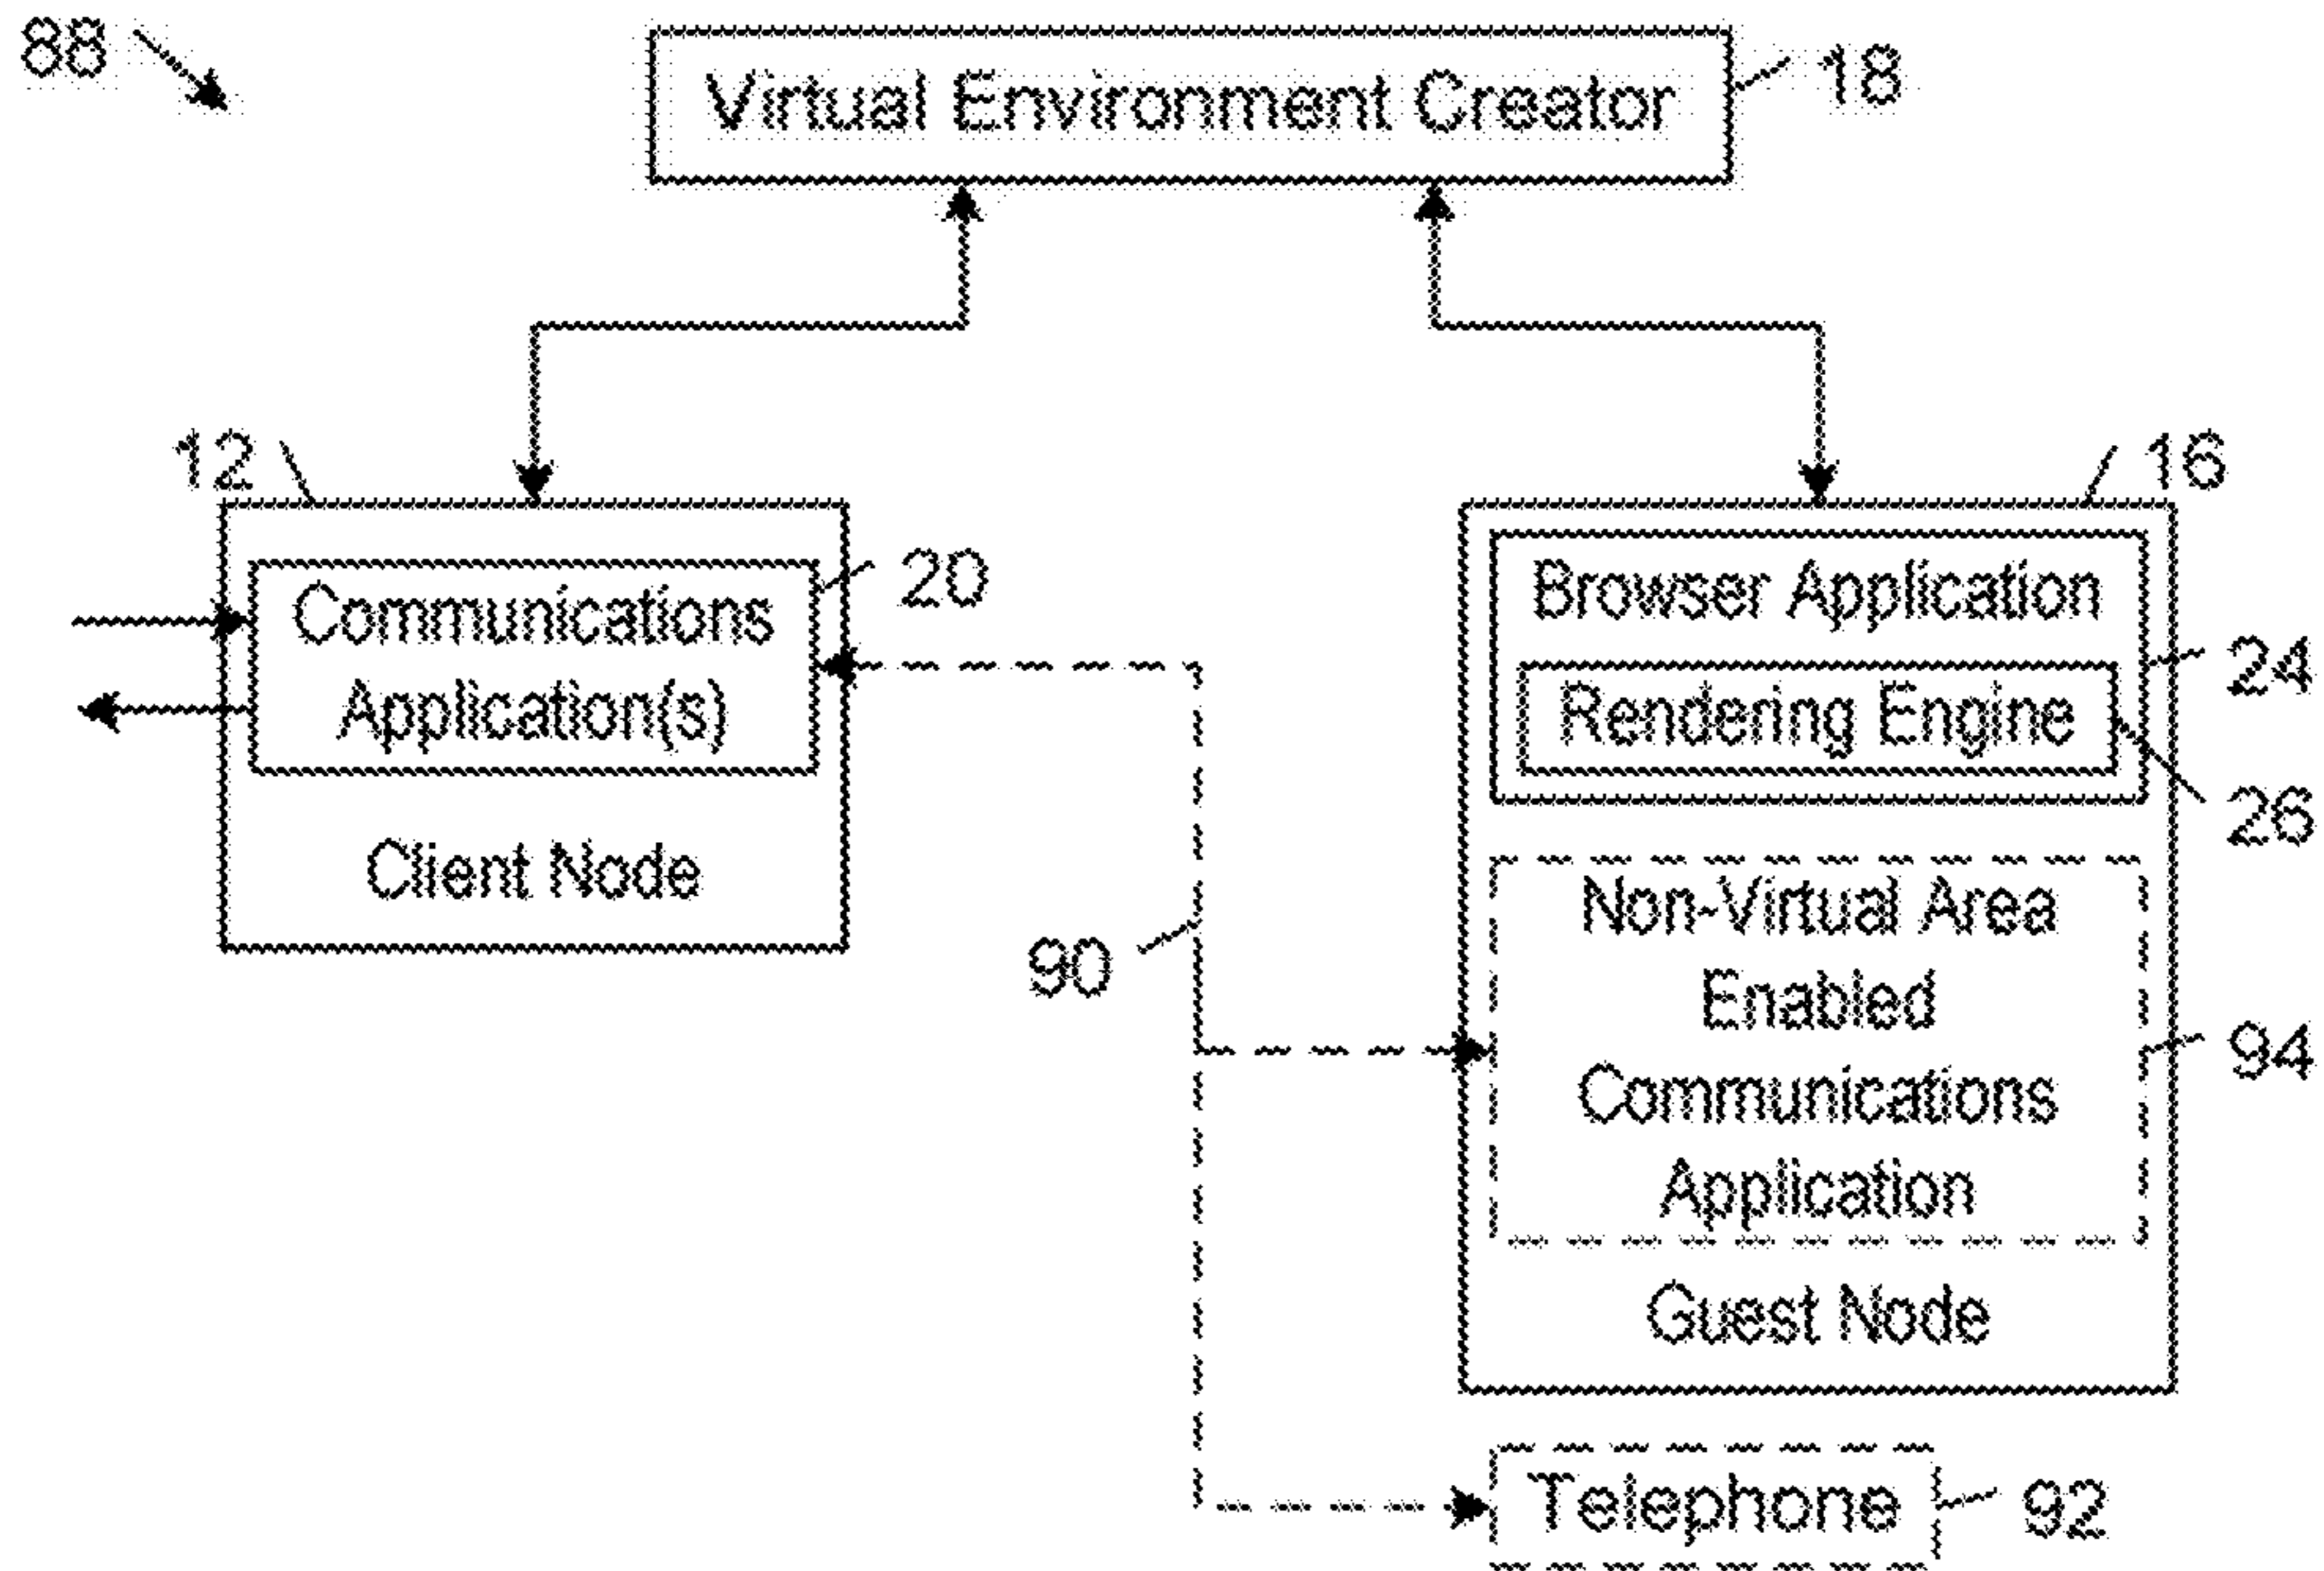 88
Virtual Environment Creator
18
12
16
20
Communications
Application(s)
Client Node
Browser Application
24
Rendering Engine
26
90
Non-Virtual Area
Enabled
Communications
Application
94
Guest Node
Telephone
92